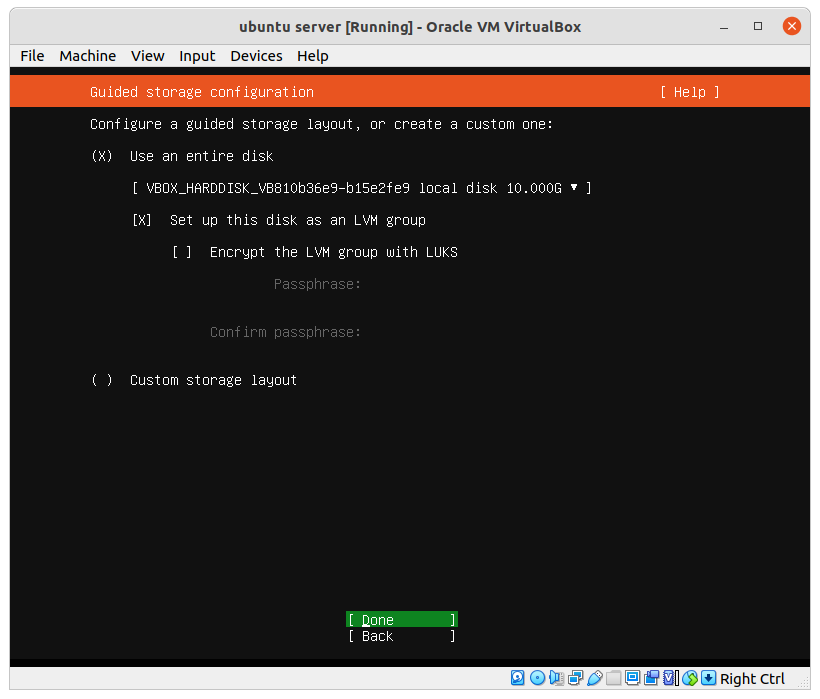 ubuntu server [Running] - Oracle VM VirtualBox
File Machine View Input Devices Help
Guided storage configuration [ Help ]
Configure a guided storage layout, or create a custom one:
(X) Use an entire disk
[ VBOX_HARDDISK_VB810b36e9-b15e2fe9 local disk 10.000G ▾ ]
[X] Set up this disk as an LVM group
[ ] Encrypt the LVM group with LUKS
Passphrase:
Confirm passphrase:
( ) Custom storage layout
[ Done ]
[ Back ]
Right Ctrl